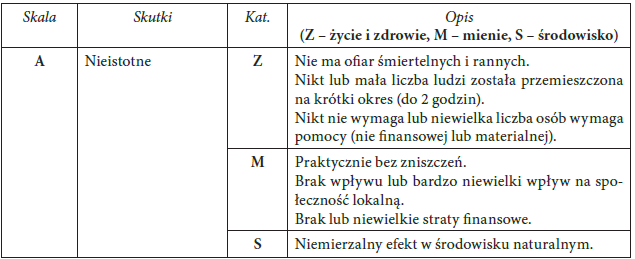 Skala Skutki Kat. Opis
(Z – życie i zdrowie, M – mienie, S – środowisko)
A Nieistotne Z Nie ma ofiar śmiertelnych i rannych.
Nikt lub mała liczba ludzi została przemieszczona
na krótki okres (do 2 godzin).
Nikt nie wymaga lub niewielka liczba osób wymaga
pomocy (nie finansowej lub materialnej).
M Praktycznie bez zniszczeń.
Brak wpływu lub bardzo niewielki wpływ na spo-
łeczność lokalną.
Brak lub niewielkie straty finansowe.
S Niemierzalny efekt w środowisku naturalnym.